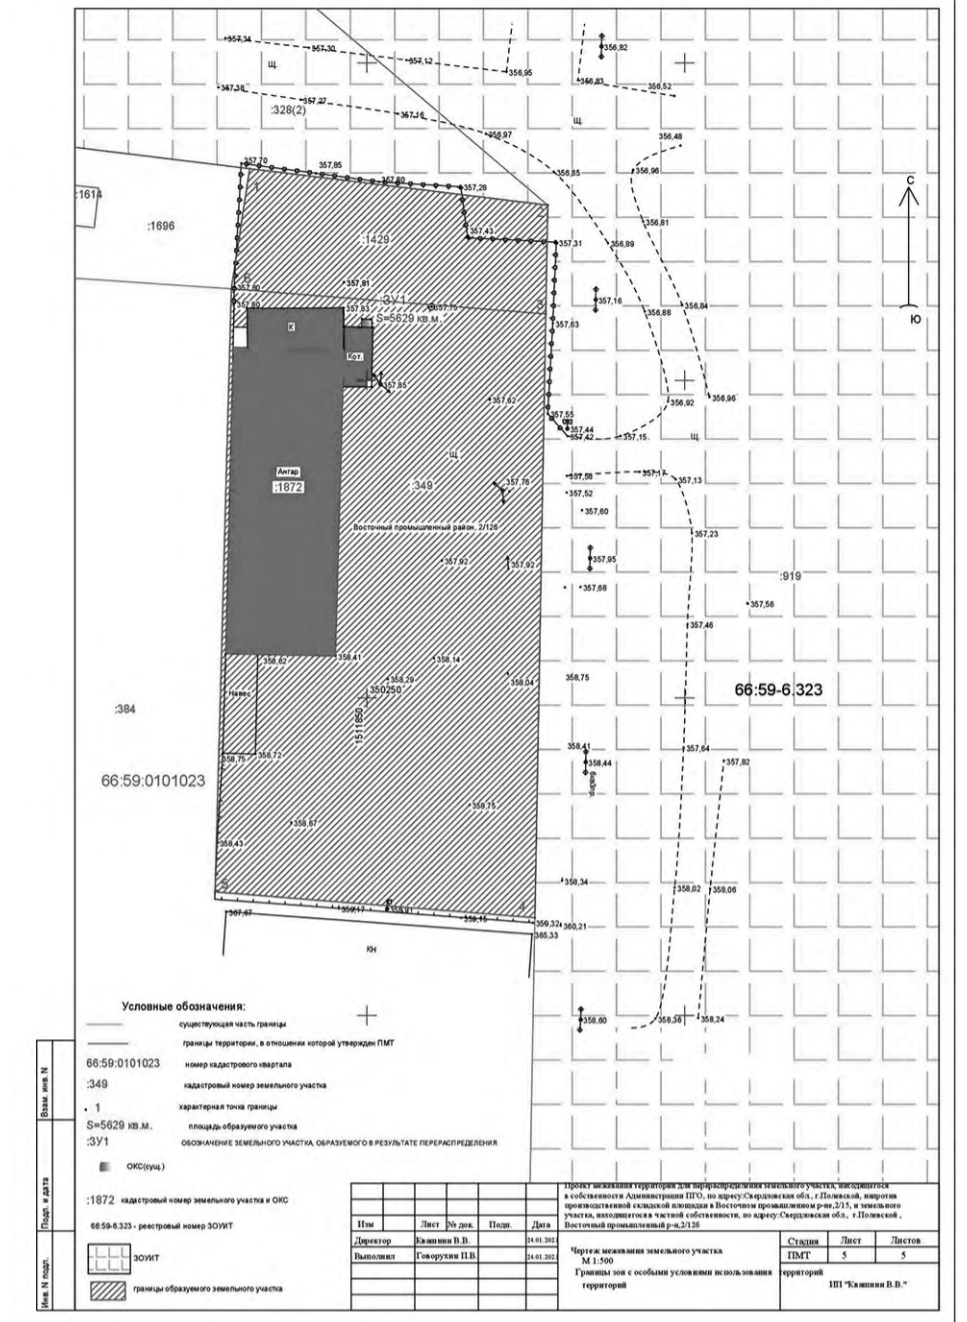 357,34
357,30
357,12
356,95
356,82
356,83
356,52
Щ.
357,38
357,27
357,16
:328(2)
Щ.
356,97
356,48
357,70
357,85
357,80
357,28
356,85
356,96
С
:1614
1
2
:1696
:1429
357,43
357,31
356,89
356,81
6
357,80
357,81
357,16
356,84
357,90
357,83
:ЗУ1
357,75
3
356,88
Ю
S=5629 кв.м.
357,63
К
Кот.
357,85
357,62
356,92
356,96
357,55
357,44
357,42
357,15
Щ.
Щ.
Ангар
:1872
:349
357,76
357,58
357,17
357,13
357,52
357,60
Восточный промышленный район, 2/126
357,23
357,92
357,92
357,95
:919
357,68
357,56
357,46
358,62
358,41
358,14
358,29
358,04
358,75
350250
66:59-6.323
Навес
1511850
:384
358,75
358,72
358,41
357,64
358,44
357,82
66:59:0101023
358,75
358,67
358,43
5
358,34
358,02
358,06
4
359,17
359,32
360,21
365,33
КН
358,60
358,36
358,24
Условные обозначения:
существующая часть границы
границы территории, в отношении которой утвержден ПМТ
66:59:0101023 номер кадастрового квартала
:349 кадастровый номер земельного участка
1 характерная точка границы
S=5629 кв.м. площадь образуемого участка
:ЗУ1 ОБОЗНАЧЕНИЕ ЗЕМЕЛЬНОГО УЧАСТКА, ОБРАЗУЕМОГО В РЕЗУЛЬТАТЕ ПЕРЕРАСПРЕДЕЛЕНИЯ
ОКС(сущ.)
:1872 кадастровый номер земельного участка и ОКС
66:59-6.323 - реестровый номер ЗОУИТ
ЗОУИТ
границы образуемого земельного участка
Взам. инв. N
Подп. и дата
Инв. N подл.
Проект межевания территории для перераспределения земельного участка, находящегося
в собственности Администрации ПГО, по адресу:Свердловская обл., г.Полевской, напротив
производственной складской площадки в Восточном промышленном р-не,2/15, и земельного
участка, находящегося в частной собственности, по адресу:Свердловская обл., г.Полевской ,
Восточный промышленный р-н,2/126
Изм Лист № док. Подп. Дата
Директор Квашнин В.В.
Выполнил Говорухин П.В.
Чертеж межевания земельного участка
М 1:500
Границы зон с особыми условиями использования территорий
территорий
Стадия Лист Листов
ПМТ 5 5
ИП "Квашнин В.В."